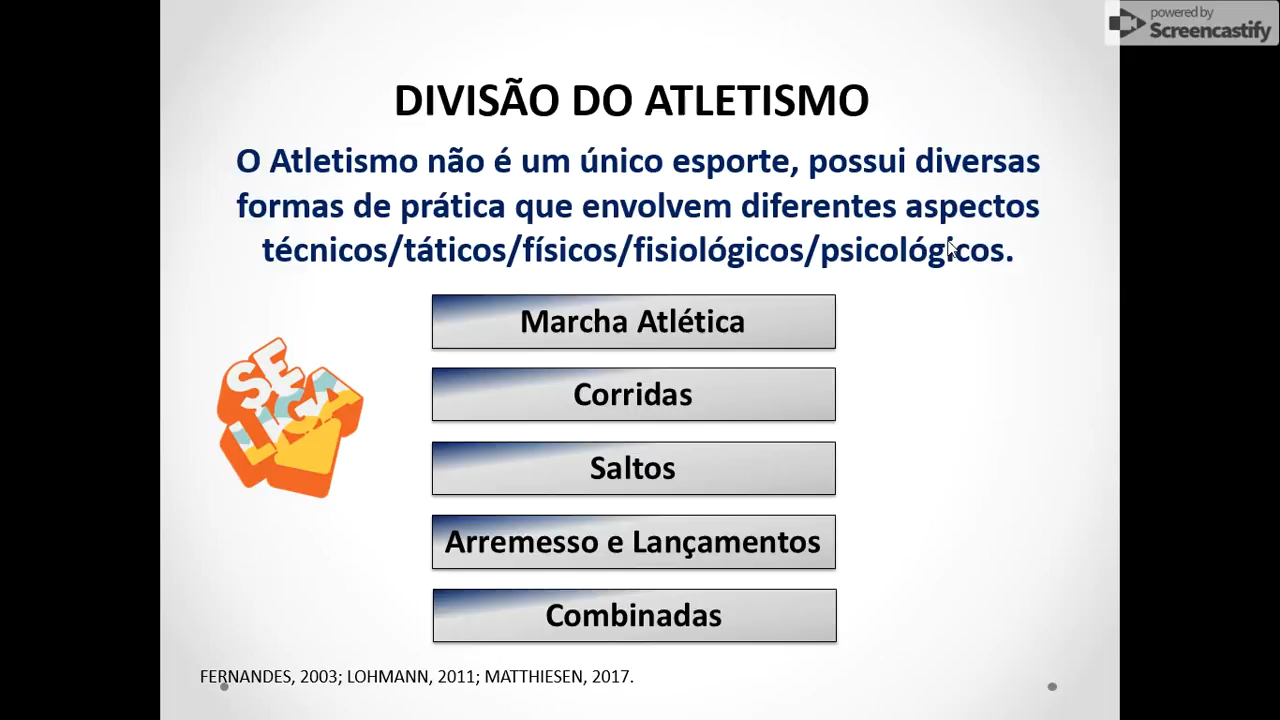 powered by
Screencastify
DIVISÃO DO ATLETISMO
O Atletismo não é um único esporte, possui diversas
formas de prática que envolvem diferentes aspectos
técnicos/táticos/físicos/fisiológicos/psicológicos.
Marcha Atlética
SE
LIGA
Corridas
Saltos
Arremesso e Lançamentos
Combinadas
FERNANDES, 2003; LOHMANN, 2011; MATTHIESEN, 2017.